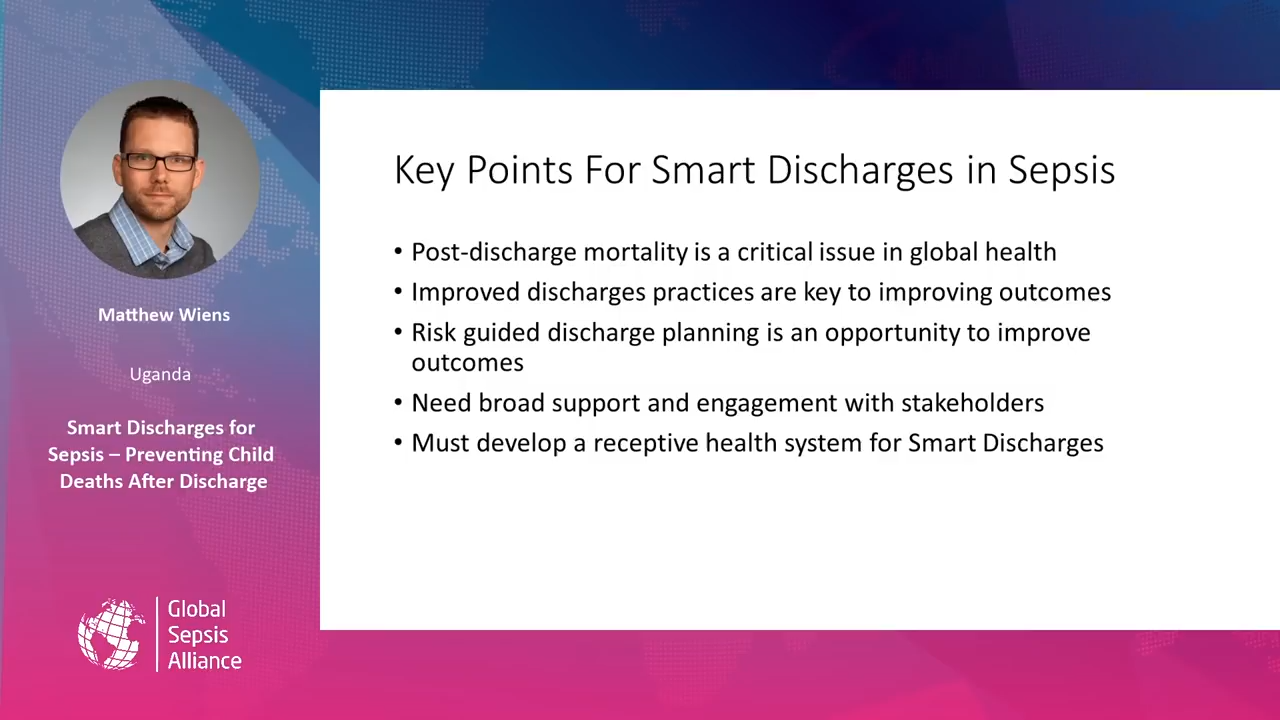 Matthew Wiens
Uganda
Smart Discharges for
Sepsis – Preventing Child
Deaths After Discharge
Global
Sepsis
Alliance
Key Points For Smart Discharges in Sepsis
• Post-discharge mortality is a critical issue in global health
• Improved discharges practices are key to improving outcomes
• Risk guided discharge planning is an opportunity to improve
outcomes
• Need broad support and engagement with stakeholders
• Must develop a receptive health system for Smart Discharges